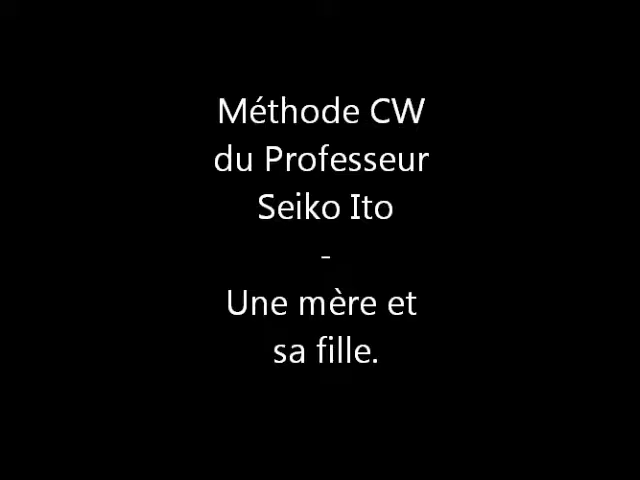 Méthode CW
du Professeur
Seiko Ito
-
Une mère et
sa fille.